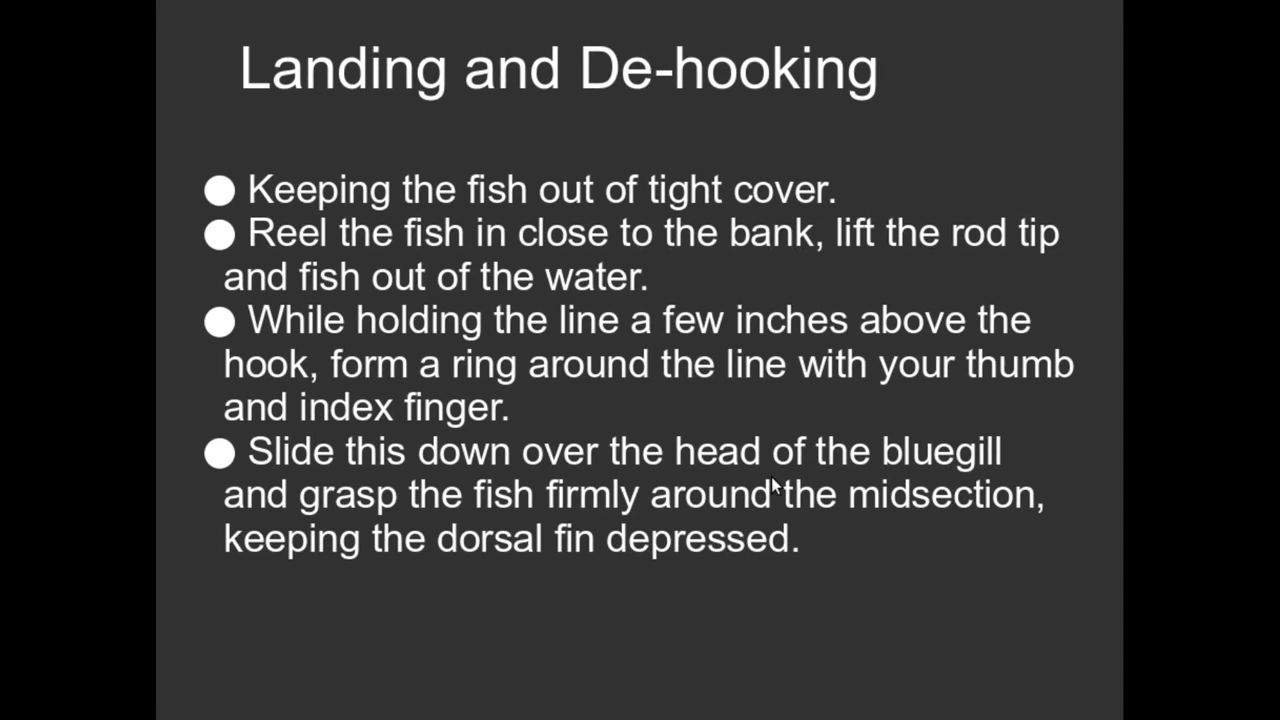 Landing and De-hooking
● Keeping the fish out of tight cover.
● Reel the fish in close to the bank, lift the rod tip
and fish out of the water.
● While holding the line a few inches above the
hook, form a ring around the line with your thumb
and index finger.
● Slide this down over the head of the bluegill
and grasp the fish firmly around the midsection,
keeping the dorsal fin depressed.